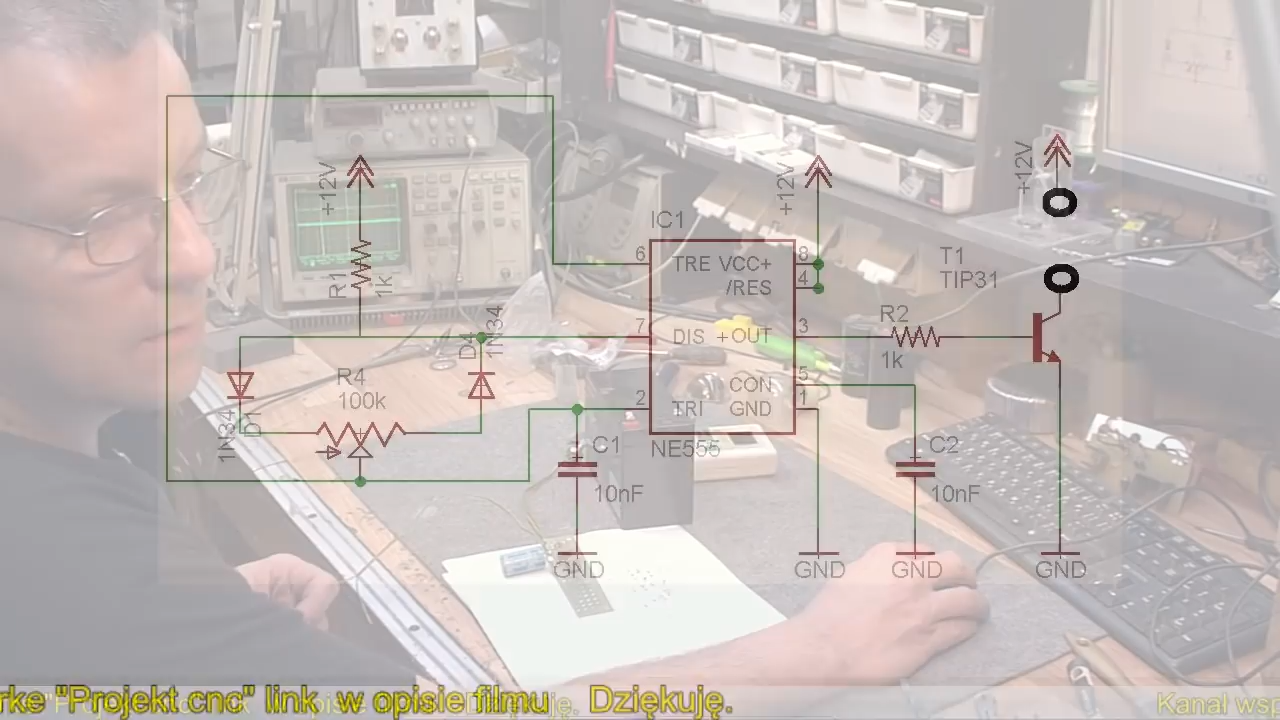 +12V
+12V
+12V
IC1
6
TRE VCC+
8
/RES
4
T1
TIP31
R1
1K
7
DIS
+OUT
3
R2
1k
D4
1N34
R4
100k
CON
5
2
TRI
GND
1
D1
1N34
NE555
C1
10nF
C2
10nF
GND
GND
GND
GND
rke "Projekt cnc" link w opisie filmu Dziękuję.
Kanał wsp